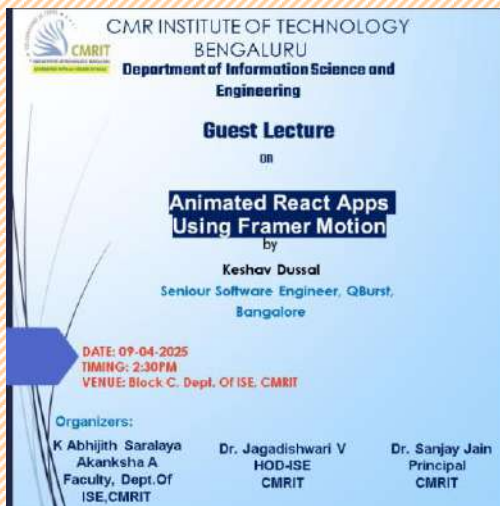 CMR INSTITUTE OF TECHNOLOGY
BENGALURU
CMRIT
Department of Information Science and
Engineering
Guest Lecture
on
Animated React Apps
Using Framer Motion
by
Keshav Dussal
Seniour Software Engineer, QBurst,
Bangalore
DATE: 09-04-2025
TIMING: 2:30PM
VENUE: Block C. Dept. Of ISE, CMRIT
Organizers:
K Abhijith Saralaya
Akanksha A
Faculty, Dept.Of
ISE,CMRIT
Dr. Jagadishwari V
HOD-ISE
CMRIT
Dr. Sanjay Jain
Principal
CMRIT